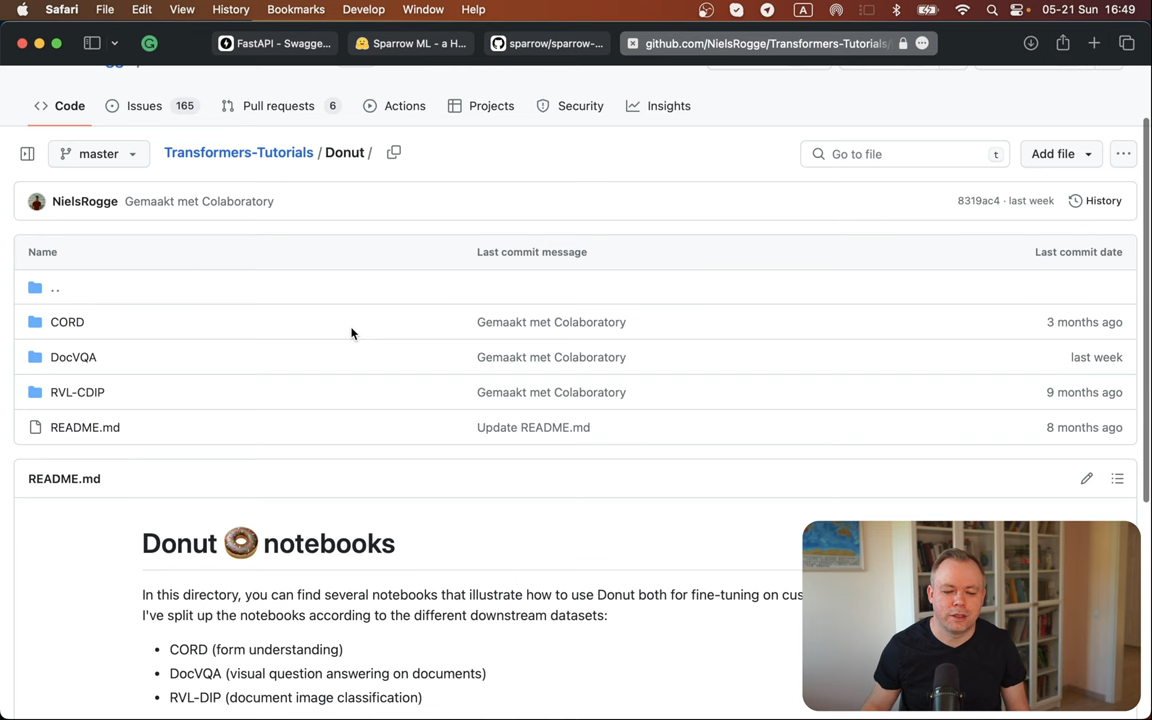 Safari File Edit View History Bookmarks Develop Window Help A 05-21 Sun 16:49
FastAPI - Swagge... Sparrow ML - a H... sparrow/sparrow-... github.com/NielsRogge/Transformers-Tutorials/
Code Issues 165 Pull requests 6 Actions Projects Security Insights
master Transformers-Tutorials / Donut / Go to file t Add file
NielsRogge Gemaakt met Colaboratory 8319ac4 · last week History
Name Last commit message Last commit date
..
CORD Gemaakt met Colaboratory 3 months ago
DocVQA Gemaakt met Colaboratory last week
RVL-CDIP Gemaakt met Colaboratory 9 months ago
README.md Update README.md 8 months ago
README.md
Donut 🍩 notebooks
In this directory, you can find several notebooks that illustrate how to use Donut both for fine-tuning on cus
I've split up the notebooks according to the different downstream datasets:
• CORD (form understanding)
• DocVQA (visual question answering on documents)
• RVL-DIP (document image classification)